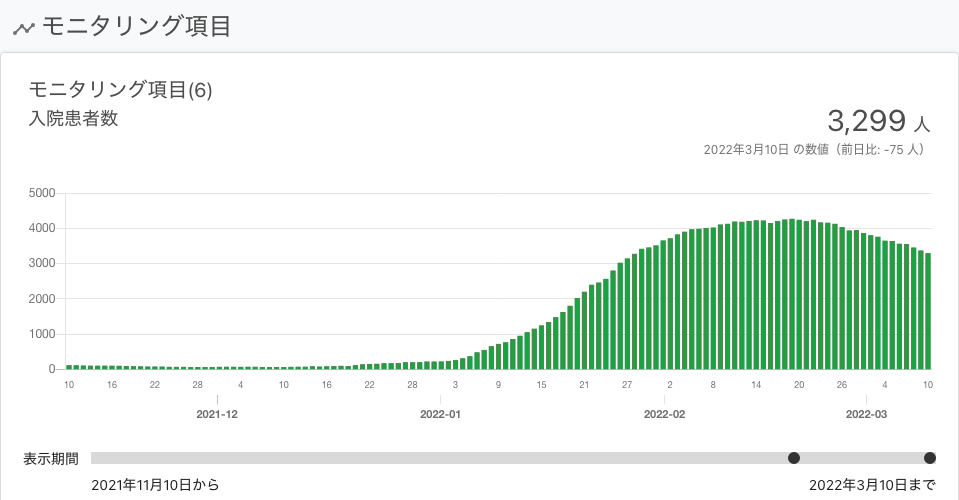 モニタリング項目
モニタリング項目(6)
入院患者数
3,299 人
2022年3月10日 の数値（前日比: -75 人）
5000
4000
3000
2000
1000
0
10 16 22 28 4 10 16 22 28 3 9 15 21 27 2 8 14 20 26 4 10
2021-12 2022-01 2022-02 2022-03
表示期間
2021年11月10日から 2022年3月10日まで